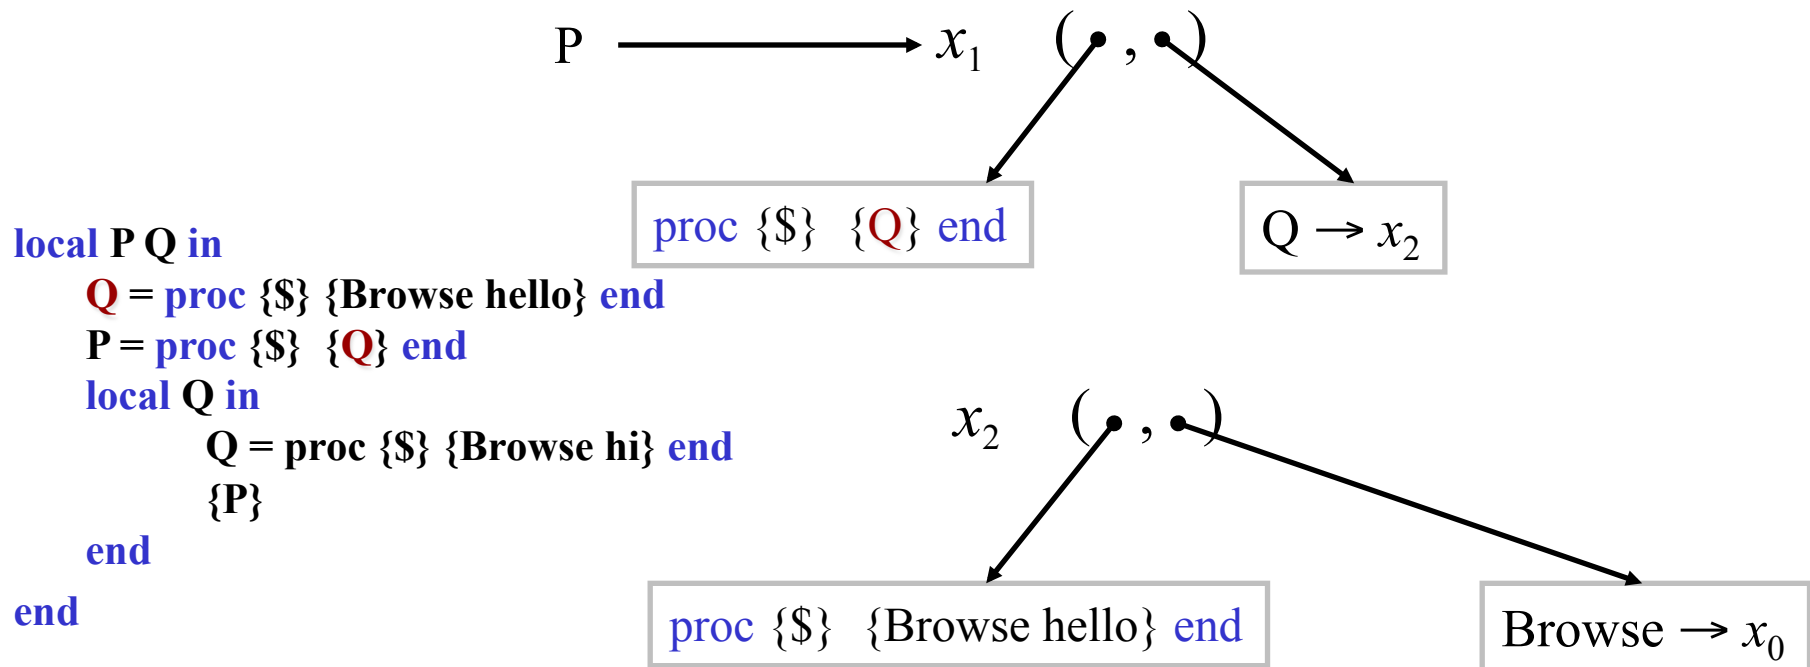 P x₁ ( , )
proc {$} {Q} end
Q → x₂
local P Q in
Q = proc {$} {Browse hello} end
P = proc {$} {Q} end
local Q in
Q = proc {$} {Browse hi} end
{P}
end
end
x₂ ( , )
proc {$} {Browse hello} end
Browse → x₀